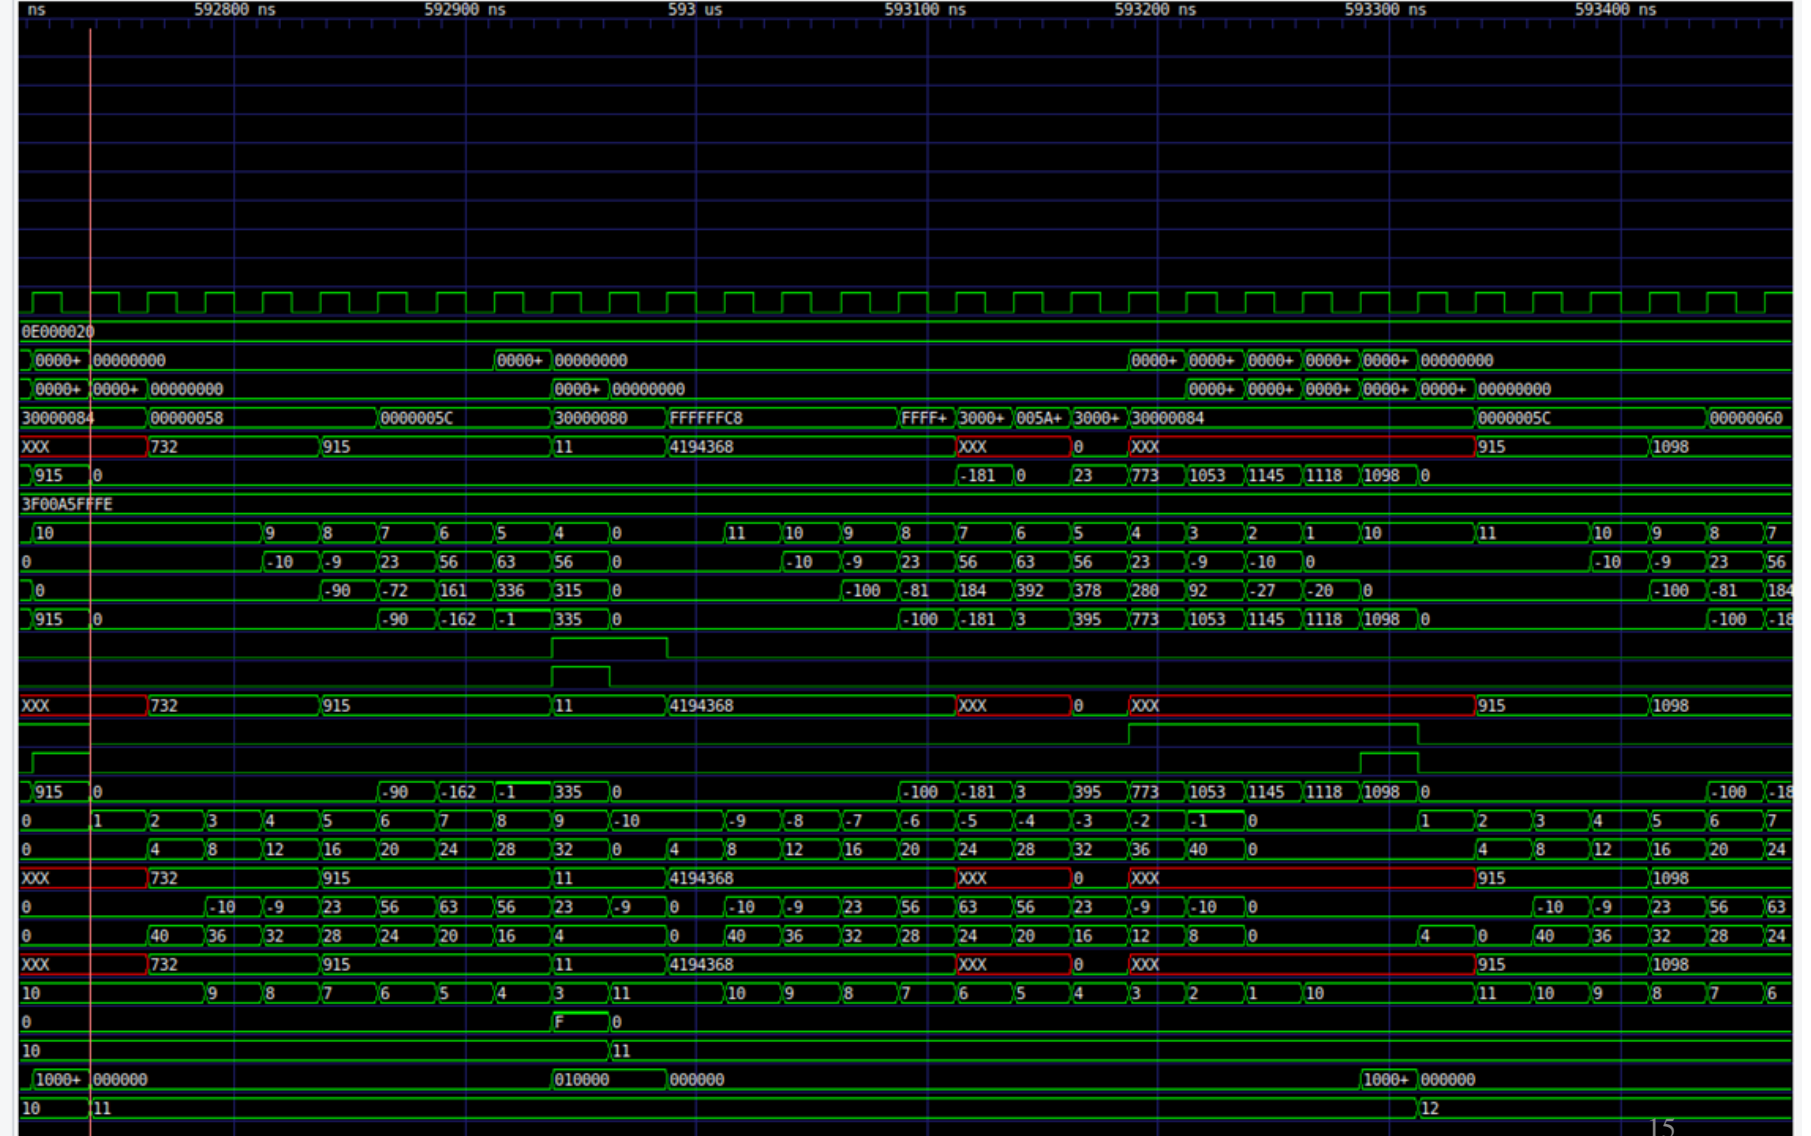 ns 592800 ns 592900 ns 593 us 593100 ns 593200 ns 593300 ns 593400 ns
0E000020
0000+ 00000000 0000+ 00000000 0000+ 0000+ 0000+ 0000+ 0000+ 00000000
0000+ 0000+ 00000000 0000+ 00000000 0000+ 0000+ 0000+ 0000+ 0000+ 00000000
30000084 00000058 0000005C 30000080 FFFFFFC8 FFFF+ 3000+ 005A+ 3000+ 30000084 0000005C 00000060
XXX 732 915 11 4194368 XXX 0 XXX 915 1098
915 0 -181 0 23 773 1053 1145 1118 1098 0
3F00A5FFFE
10 9 8 7 6 5 4 0 11 10 9 8 7 6 5 4 3 2 1 10 11 10 9 8 7
0 -10 -9 23 56 63 56 0 -10 -9 23 56 63 56 23 -9 -10 0 -10 -9 23 56
0 -90 -72 161 336 315 0 -100 -81 184 392 378 280 92 -27 -20 0 -100 -81 184
915 0 -90 -162 -1 335 0 -100 -181 3 395 773 1053 1145 1118 1098 0 -100 -18
XXX 732 915 11 4194368 XXX 0 XXX 915 1098
915 0 -90 -162 -1 335 0 -100 -181 3 395 773 1053 1145 1118 1098 0 -100 -18
0 1 2 3 4 5 6 7 8 9 -10 -9 -8 -7 -6 -5 -4 -3 -2 -1 0 1 2 3 4 5 6 7
0 4 8 12 16 20 24 28 32 0 4 8 12 16 20 24 28 32 36 40 0 4 8 12 16 20 24
XXX 732 915 11 4194368 XXX 0 XXX 915 1098
0 -10 -9 23 56 63 56 23 -9 0 -10 -9 23 56 63 56 23 -9 -10 0 -10 -9 23 56 63
0 40 36 32 28 24 20 16 4 0 40 36 32 28 24 20 16 12 8 0 4 0 40 36 32 28 24
XXX 732 915 11 4194368 XXX 0 XXX 915 1098
10 9 8 7 6 5 4 3 11 10 9 8 7 6 5 4 3 2 1 10 11 10 9 8 7 6
0 F 0
10 11
1000+ 000000 010000 000000 1000+ 000000
10 11 12
15